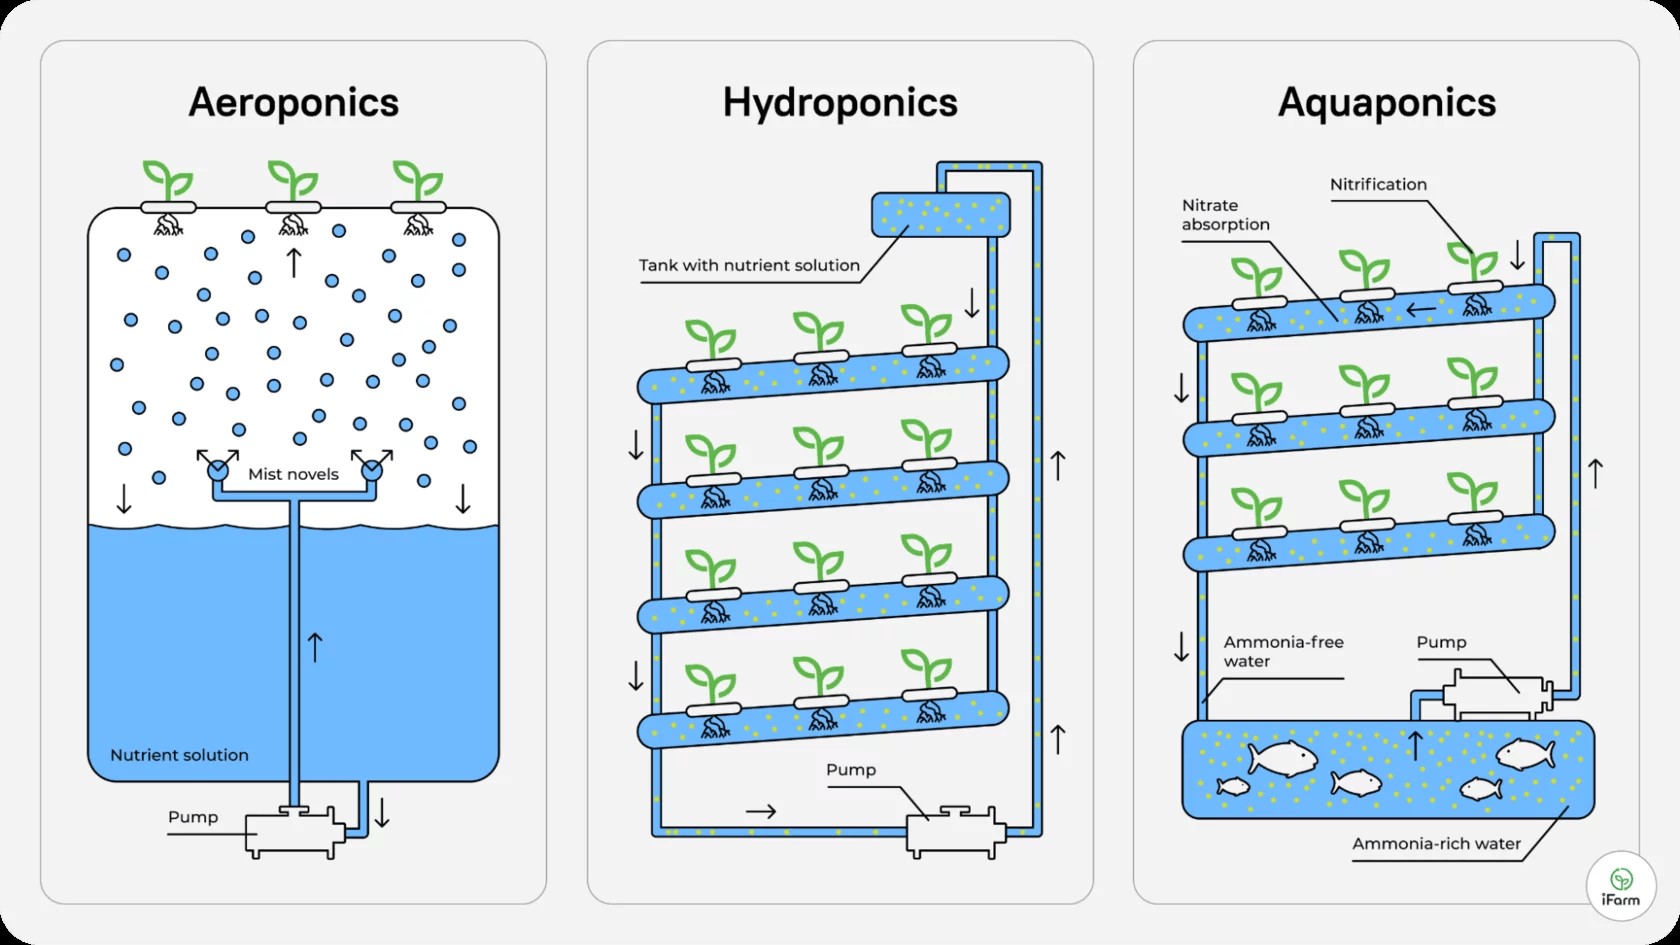 Aeroponics
Mist novels
Nutrient solution
Pump
Hydroponics
Tank with nutrient solution
Pump
Aquaponics
Nitrification
Nitrate
absorption
Ammonia-free
water
Pump
Ammonia-rich water
iFarm